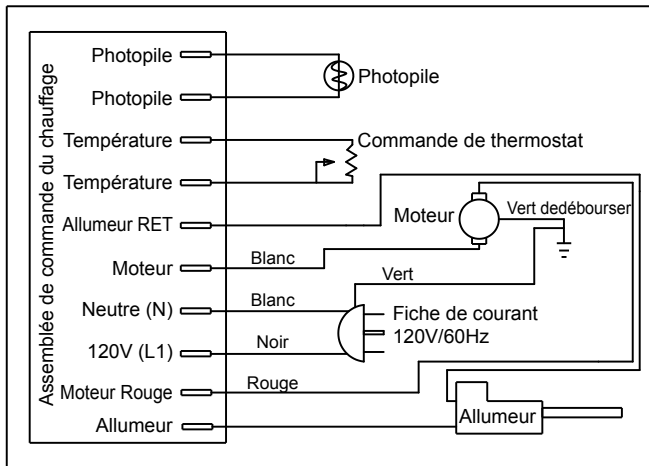 Assemblée de commande du chauffage
Photopile
Photopile
Photopile
Température
Commande de thermostat
Température
Allumeur RET
Moteur
Vert dedébourser
Moteur
Blanc
Vert
Neutre (N)
Blanc
Fiche de courant
120V/60Hz
120V (L1)
Noir
Moteur Rouge
Rouge
Allumeur
Allumeur